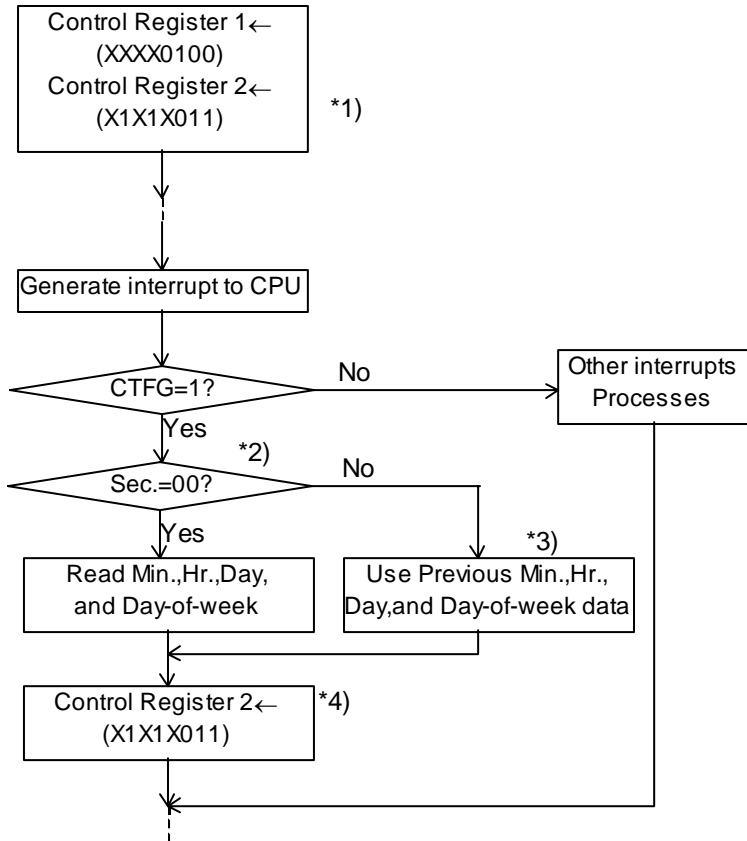 Control Register 1←
(XXXX0100)
Control Register 2←
(X1X1X011)
*1)
Generate interrupt to CPU
CTFG=1?
No
Other interrupts
Processes
Yes
*2)
Sec.=00?
No
Yes
*3)
Read Min.,Hr.,Day,
and Day-of-week
Use Previous Min.,Hr.,
Day,and Day-of-week data
Control Register 2←
(X1X1X011)
*4)